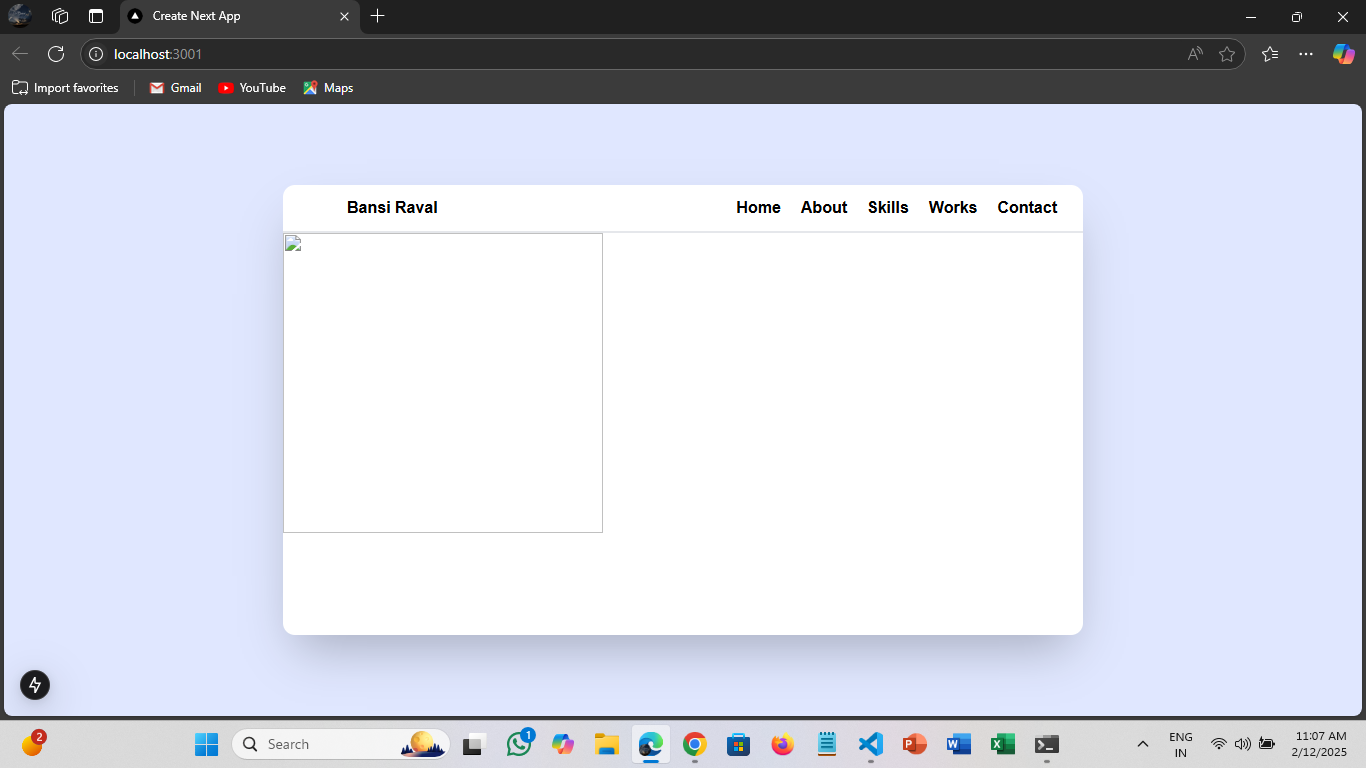 Create Next App
localhost:3001
Import favorites Gmail YouTube Maps
Bansi Raval Home About Skills Works Contact
2 Search 1 ENG 11:07 AM
IN 2/12/2025